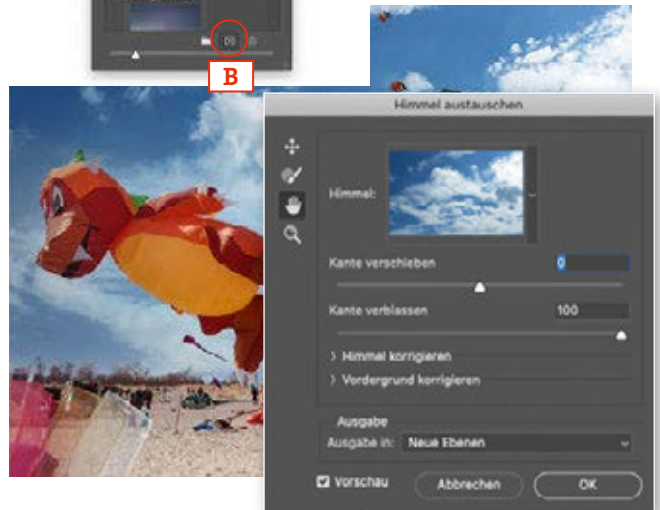 B
Himmel austauschen
Himmel:
Kante verschieben 0
Kante verblassen 100
> Himmel korrigieren
> Vordergrund korrigieren
Ausgabe
Ausgabe in: Neue Ebenen
Vorschau Abbrechen OK